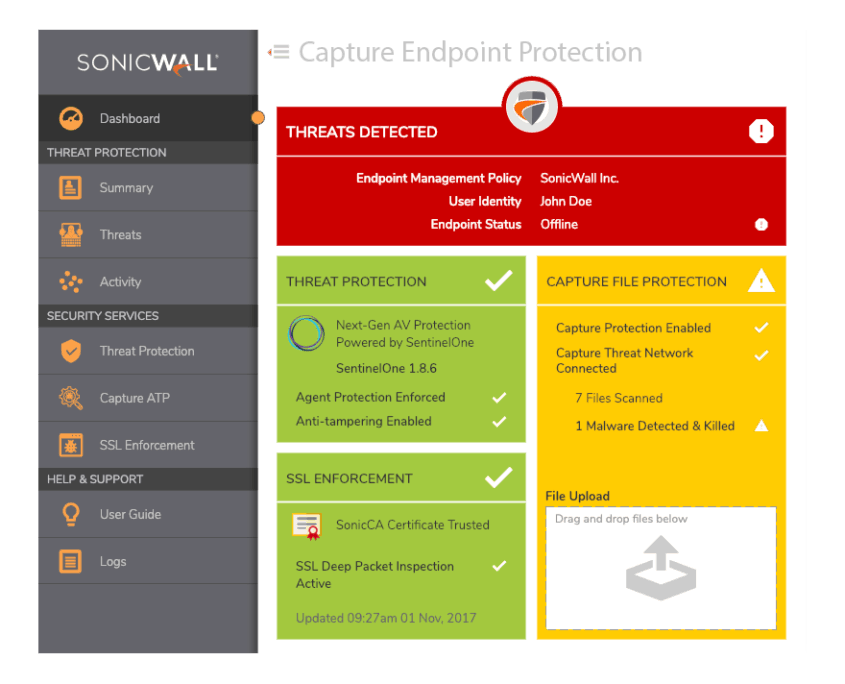 SONICWALL
Capture Endpoint Protection
Dashboard
THREAT PROTECTION
Summary
Threats
Activity
SECURITY SERVICES
Threat Protection
Capture ATP
SSL Enforcement
HELP & SUPPORT
User Guide
Logs
THREATS DETECTED
Endpoint Management Policy SonicWall Inc.
User Identity John Doe
Endpoint Status Offline
THREAT PROTECTION
Next-Gen AV Protection
Powered by SentinelOne
SentinelOne 1.8.6
Agent Protection Enforced
Anti-tampering Enabled
CAPTURE FILE PROTECTION
Capture Protection Enabled
Capture Threat Network
Connected
7 Files Scanned
1 Malware Detected & Killed
SSL ENFORCEMENT
SonicCA Certificate Trusted
SSL Deep Packet Inspection
Active
Updated 09:27am 01 Nov, 2017
File Upload
Drag and drop files below